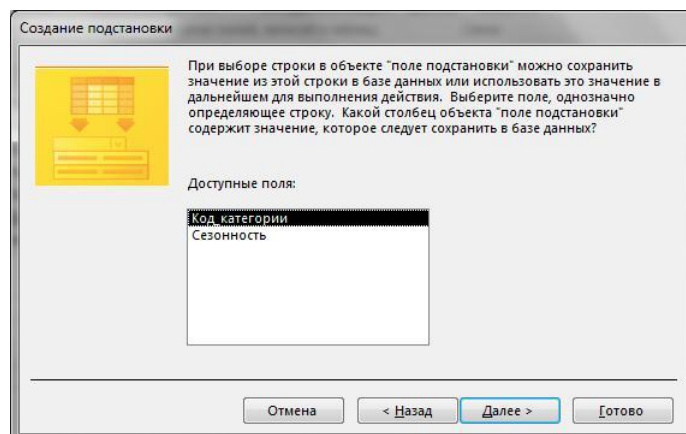 Создание подстановки
При выборе строки в объекте "поле подстановки" можно сохранить
значение из этой строки в базе данных или использовать это значение в
дальнейшем для выполнения действия. Выберите поле, однозначно
определяющее строку. Какой столбец объекта "поле подстановки"
содержит значение, которое следует сохранить в базе данных?
Доступные поля:
Код_категории
Сезонность
Отмена
< Назад
Далее >
Готово